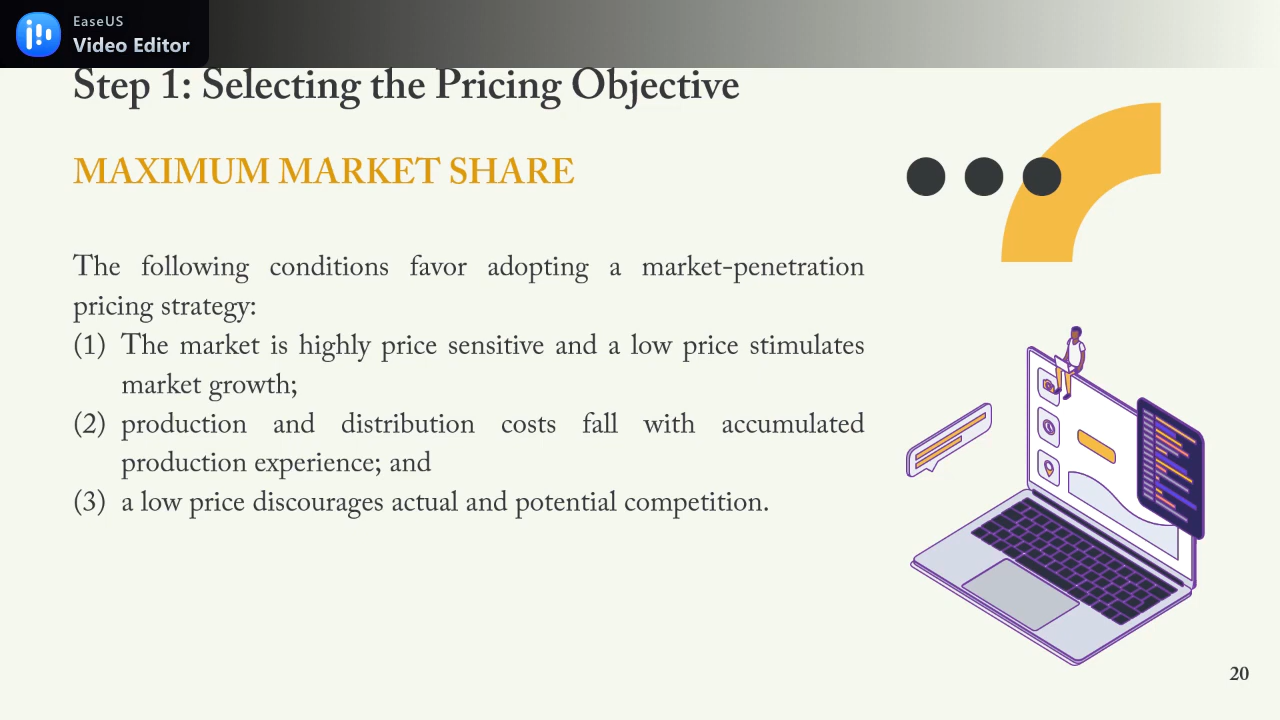 EaseUS
Video Editor
Step 1: Selecting the Pricing Objective
MAXIMUM MARKET SHARE
The following conditions favor adopting a market-penetration
pricing strategy:
(1) The market is highly price sensitive and a low price stimulates
market growth;
(2) production and distribution costs fall with accumulated
production experience; and
(3) a low price discourages actual and potential competition.
20